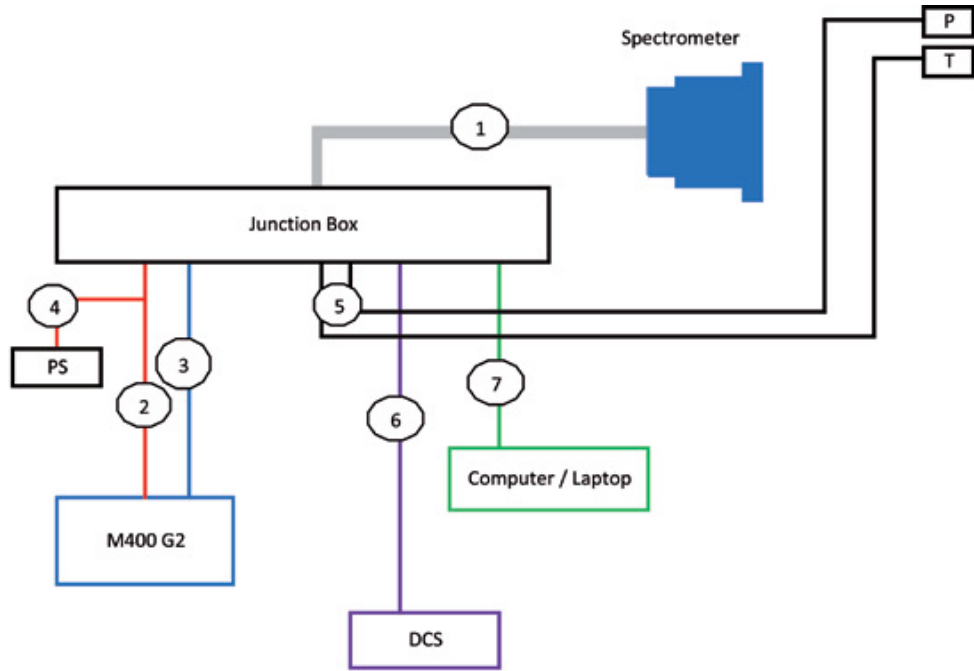 P
Spectrometer
T
1
Junction Box
4
5
PS
3
7
2
6
Computer / Laptop
M400 G2
DCS